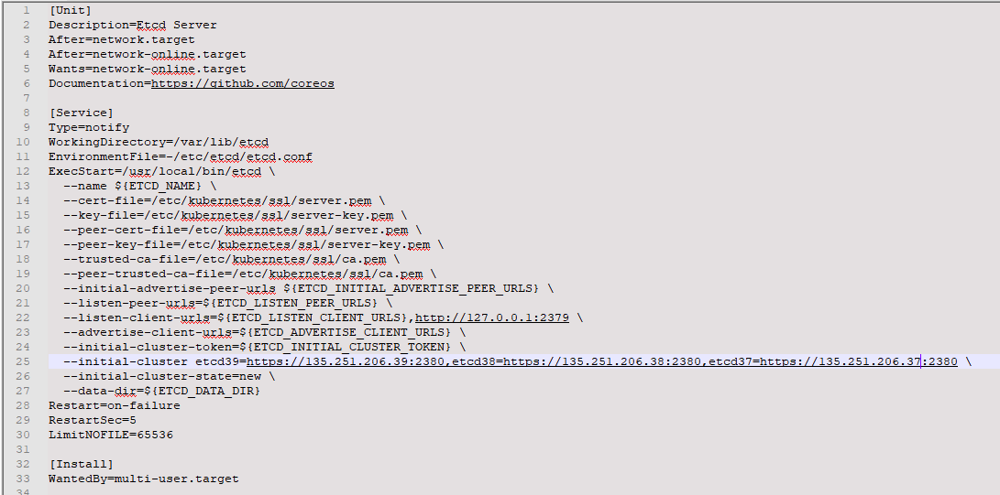 1 [Unit]
2 Description=Etcd Server
3 After=network.target
4 After=network-online.target
5 Wants=network-online.target
6 Documentation=https://github.com/coreos
7
8 [Service]
9 Type=notify
10 WorkingDirectory=/var/lib/etcd
11 EnvironmentFile=-/etc/etcd/etcd.conf
12 ExecStart=/usr/local/bin/etcd \
13   --name ${ETCD_NAME} \
14   --cert-file=/etc/kubernetes/ssl/server.pem \
15   --key-file=/etc/kubernetes/ssl/server-key.pem \
16   --peer-cert-file=/etc/kubernetes/ssl/server.pem \
17   --peer-key-file=/etc/kubernetes/ssl/server-key.pem \
18   --trusted-ca-file=/etc/kubernetes/ssl/ca.pem \
19   --peer-trusted-ca-file=/etc/kubernetes/ssl/ca.pem \
20   --initial-advertise-peer-urls ${ETCD_INITIAL_ADVERTISE_PEER_URLS} \
21   --listen-peer-urls=${ETCD_LISTEN_PEER_URLS} \
22   --listen-client-urls=${ETCD_LISTEN_CLIENT_URLS},http://127.0.0.1:2379 \
23   --advertise-client-urls=${ETCD_ADVERTISE_CLIENT_URLS} \
24   --initial-cluster-token=${ETCD_INITIAL_CLUSTER_TOKEN} \
25   --initial-cluster etcd39=https://135.251.206.39:2380,etcd38=https://135.251.206.38:2380,etcd37=https://135.251.206.37:2380 \
26   --initial-cluster-state=new \
27   --data-dir=${ETCD_DATA_DIR}
28 Restart=on-failure
29 RestartSec=5
30 LimitNOFILE=65536
31
32 [Install]
33 WantedBy=multi-user.target
34